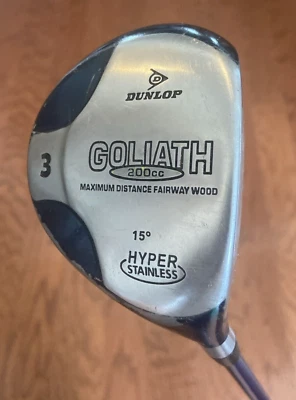 DUNLOP
3
GOLIATH
200cc
MAXIMUM DISTANCE FAIRWAY WOOD
15°
HYPER
STAINLESS